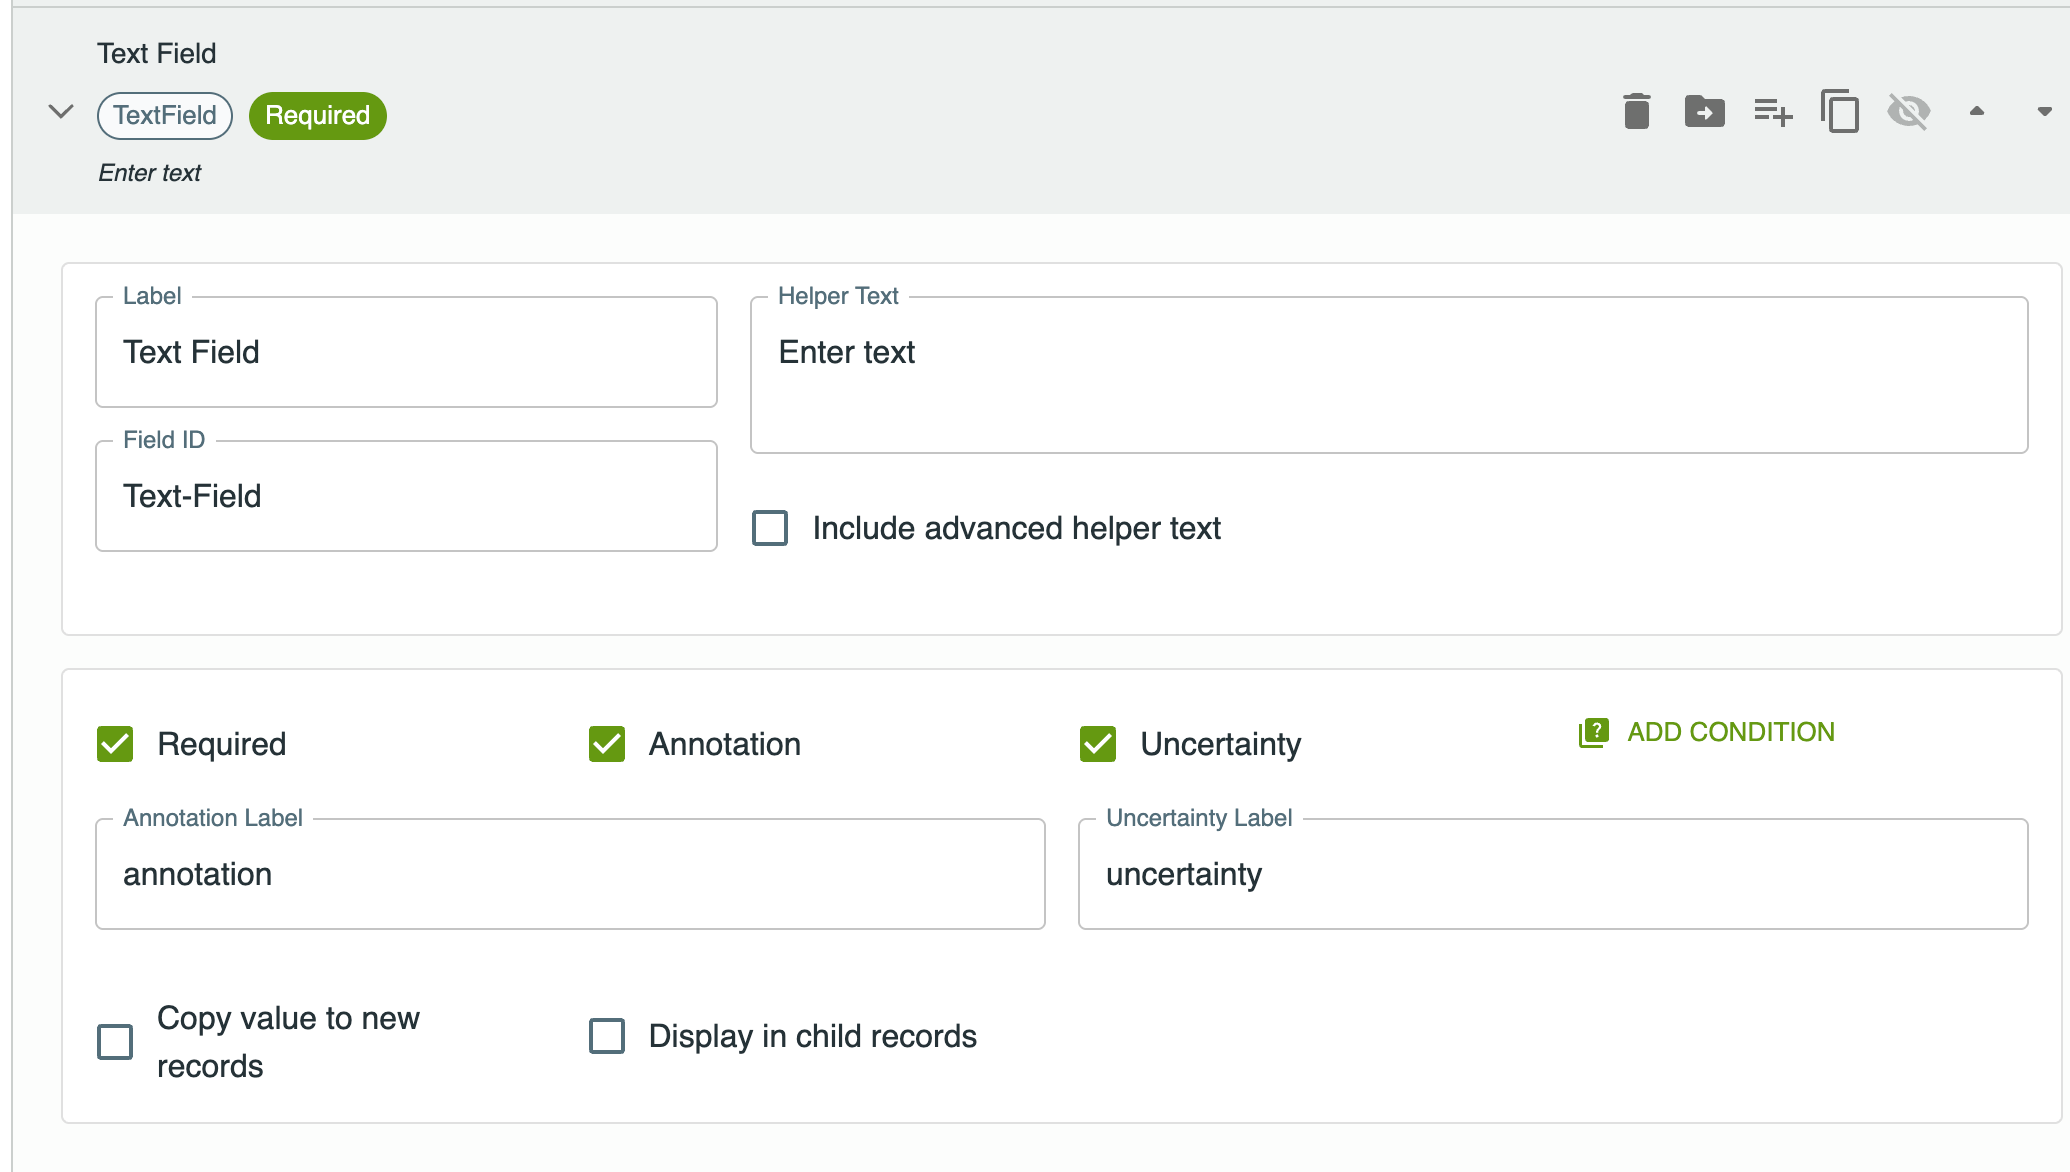 Text Field
TextField Required
Enter text
Label
Text Field
Helper Text
Enter text
Field ID
Text-Field
Include advanced helper text
Required
Annotation
Uncertainty
ADD CONDITION
Annotation Label
annotation
Uncertainty Label
uncertainty
Copy value to new
records
Display in child records